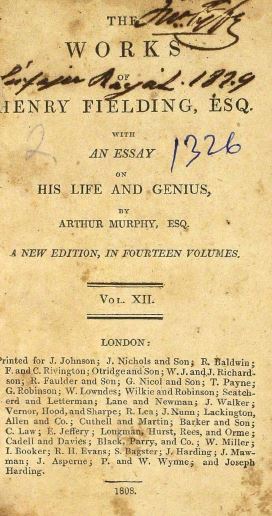 THE
WORKS
OF
Royal. 1829
HENRY FIELDING, ESQ.
WITH
2
1326
AN ESSAY
ON
HIS LIFE AND GENIUS,
BY
ARTHUR MURPHY, ESQ.
A NEW EDITION, IN FOURTEEN VOLUMES.
VOL. XII.
LONDON:
Printed for J. Johnson; J. Nichols and Son; R. Baldwin;
F. and C. Rivington; Otridge and Son; W. J. and J. Richard-
son; R. Faulder and Son; G. Nicol and Son; T. Payne;
G. Robinson; W. Lowndes; Wilkie and Robinson; Scatch-
erd and Letterman; Lane and Newman; J. Walker;
Vernor, Hood, and Sharpe; R. Lea; J. Nunn; Lackington,
Allen and Co.; Cuthell and Martin; Barker and Son;
C. Law; E. Jeffery; Longman, Hurst, Rees, and Orme;
Cadell and Davies; Black, Parry, and Co.; W. Miller;
I. Booker; R. H. Evans; S. Bagster; J. Harding; J. Maw-
man; J. Asperne; P. and W. Wyme; and Joseph
Harding.
1808.